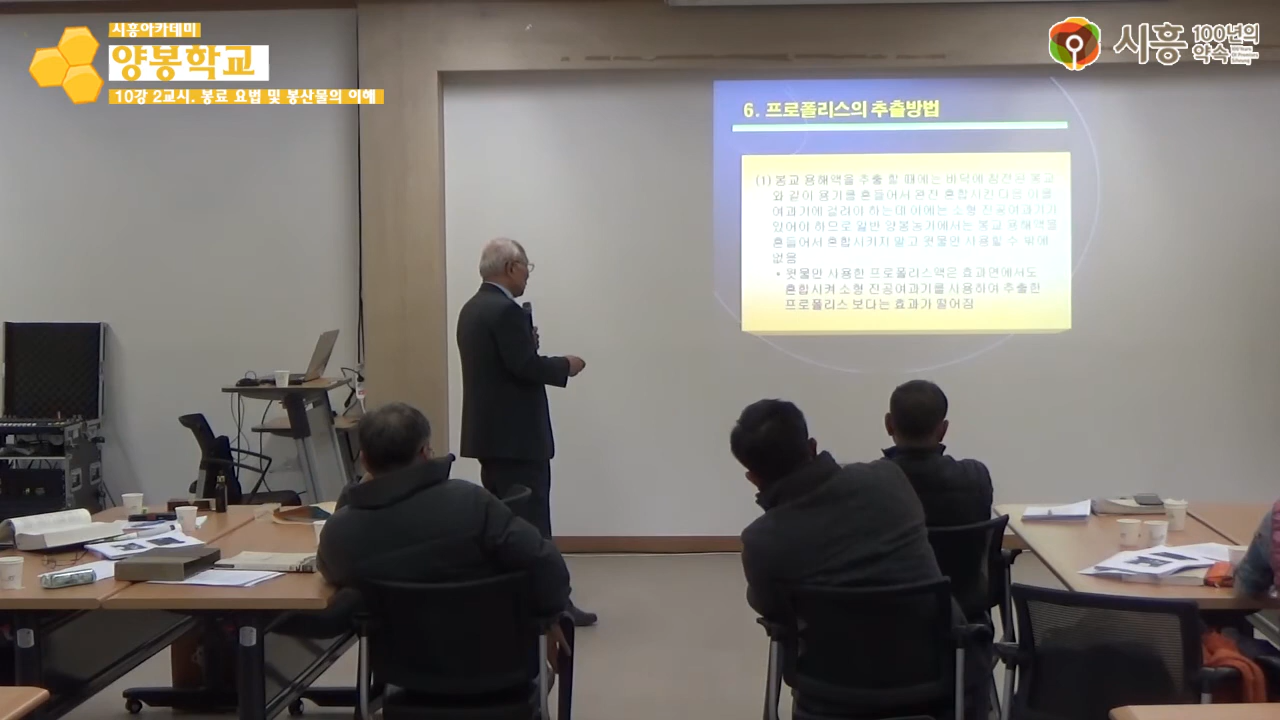 시흥아카데미
양봉학교
10강 2교시. 봉료 요법 및 봉산물의 이해
시흥 100년의 약속
6. 프로폴리스의 추출방법
(1) 봉교 용해액을 추출 할 때에는 바닥에 침전된 봉교
와 같이 용기를 흔들어서 완전 혼합시킨 다음 이를
여과기에 걸러야 하는데 이에는 소형 진공여과기가
있어야 하므로 일반 양봉농가에서는 봉교 용해액을
흔들어서 혼합시키지 말고 윗물만 사용할 수 밖에
없음
• 윗물만 사용한 프로폴리스액은 효과면에서도
혼합시켜 소형 진공여과기를 사용하여 추출한
프로폴리스 보다는 효과가 떨어짐